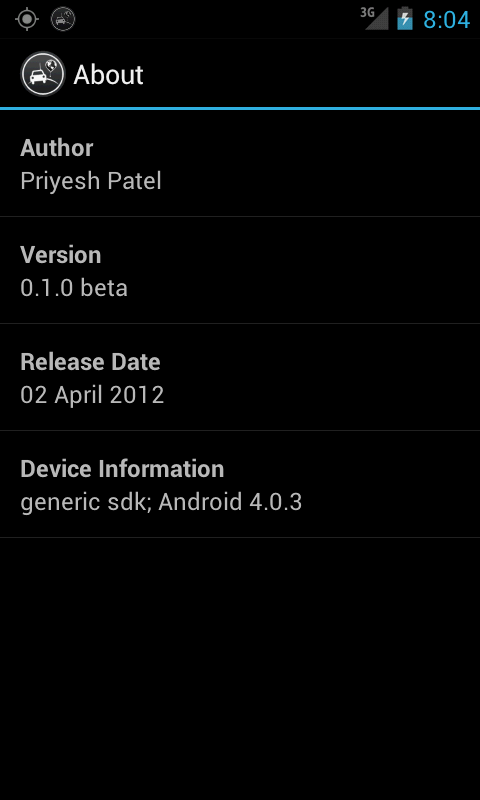 3G 8:04
About
Author
Priyesh Patel
Version
0.1.0 beta
Release Date
02 April 2012
Device Information
generic sdk; Android 4.0.3